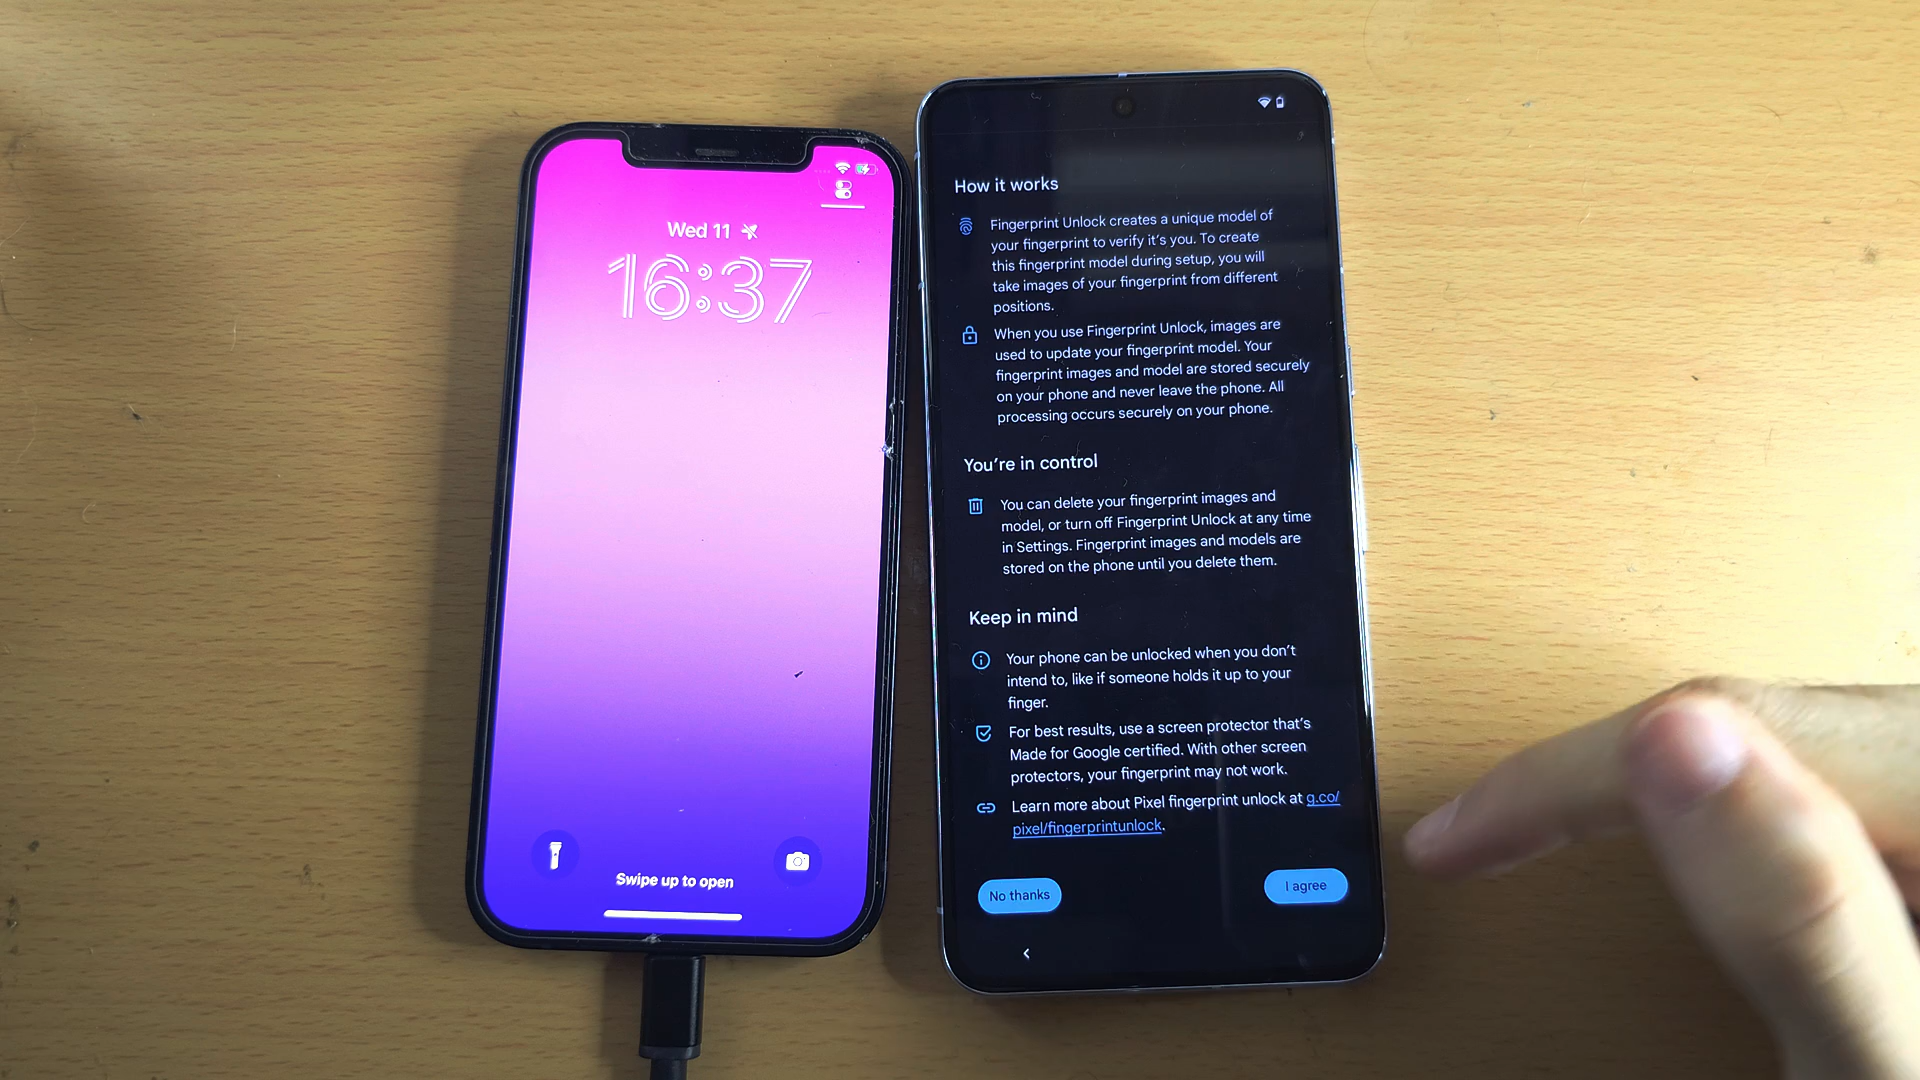 Wed 11
16:37
Swipe up to open
How it works
Fingerprint Unlock creates a unique model of
your fingerprint to verify it's you. To create
this fingerprint model during setup, you will
take images of your fingerprint from different
positions.
When you use Fingerprint Unlock, images are
used to update your fingerprint model. Your
fingerprint images and model are stored securely
on your phone and never leave the phone. All
processing occurs securely on your phone.
You're in control
You can delete your fingerprint images and
model, or turn off Fingerprint Unlock at any time
in Settings. Fingerprint images and models are
stored on the phone until you delete them.
Keep in mind
Your phone can be unlocked when you don't
intend to, like if someone holds it up to your
finger.
For best results, use a screen protector that's
Made for Google certified. With other screen
protectors, your fingerprint may not work.
Learn more about Pixel fingerprint unlock at g.co/
pixel/fingerprintunlock.
No thanks
I agree